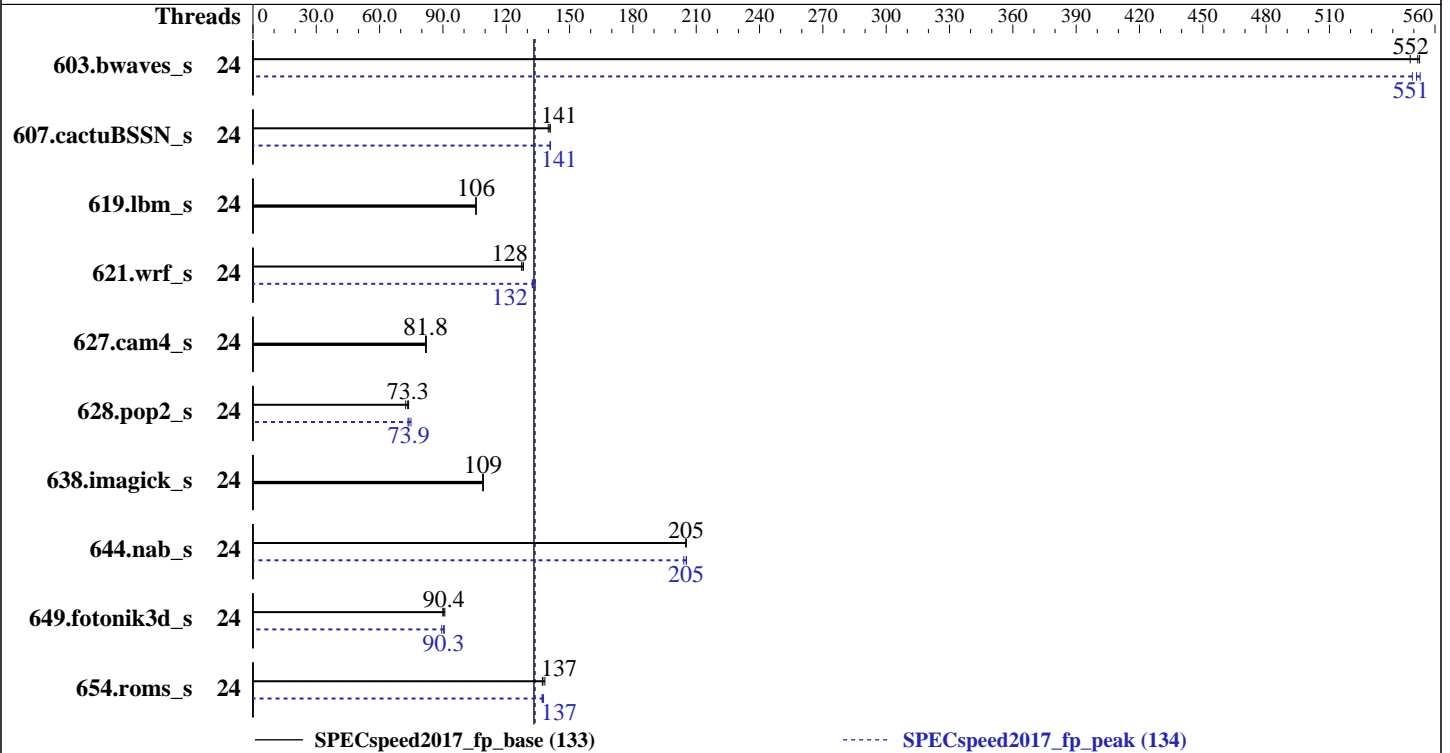 Threads 0 30.0 60.0 90.0 120 150 180 210 240 270 300 330 360 390 420 450 480 510 560
552
603.bwaves_s 24
551
141
607.cactuBSSN_s 24
141
106
619.lbm_s 24
128
621.wrf_s 24
132
81.8
627.cam4_s 24
73.3
628.pop2_s 24
73.9
109
638.imagick_s 24
205
644.nab_s 24
205
90.4
649.fotonik3d_s 24
90.3
137
654.roms_s 24
137
SPECspeed2017_fp_base (133) SPECspeed2017_fp_peak (134)